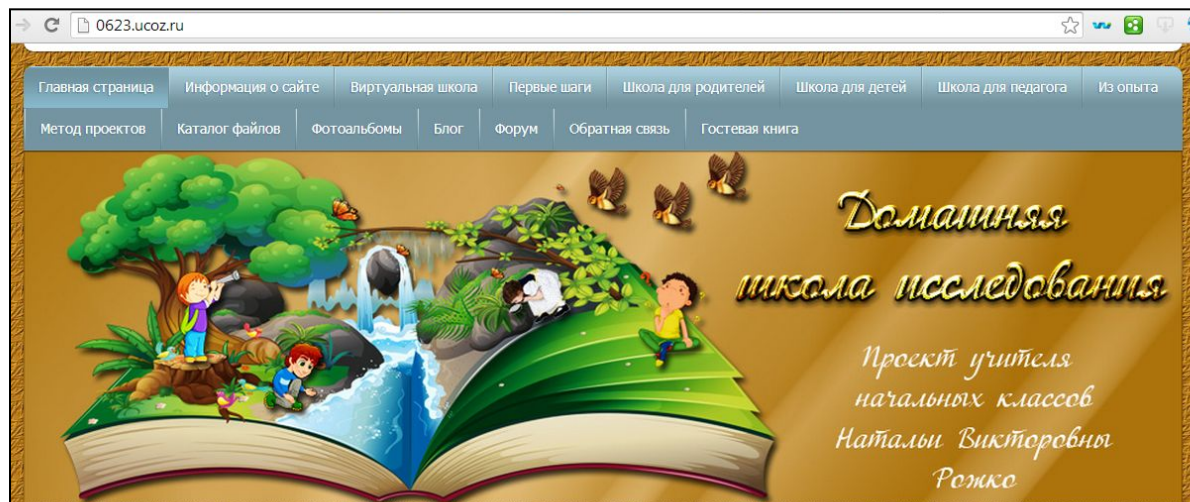 0623.ucoz.ru
Главная страница Информация о сайте Виртуальная школа Первые шаги Школа для родителей Школа для детей Школа для педагога Из опыта
Метод проектов Каталог файлов Фотоальбомы Блог Форум Обратная связь Гостевая книга
Домашняя
школа исследования
Проект учителя
начальных классов
Натальи Викторовны
Рожко